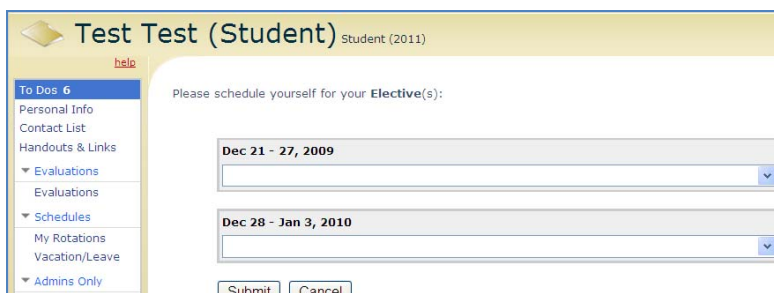 Test Test (Student) Student (2011)
help
To Dos 6
Personal Info
Contact List
Handouts & Links
Evaluations
Evaluations
Schedules
My Rotations
Vacation/Leave
Admins Only
Please schedule yourself for your Elective(s):
Dec 21 - 27, 2009
Dec 28 - Jan 3, 2010
Submit Cancel